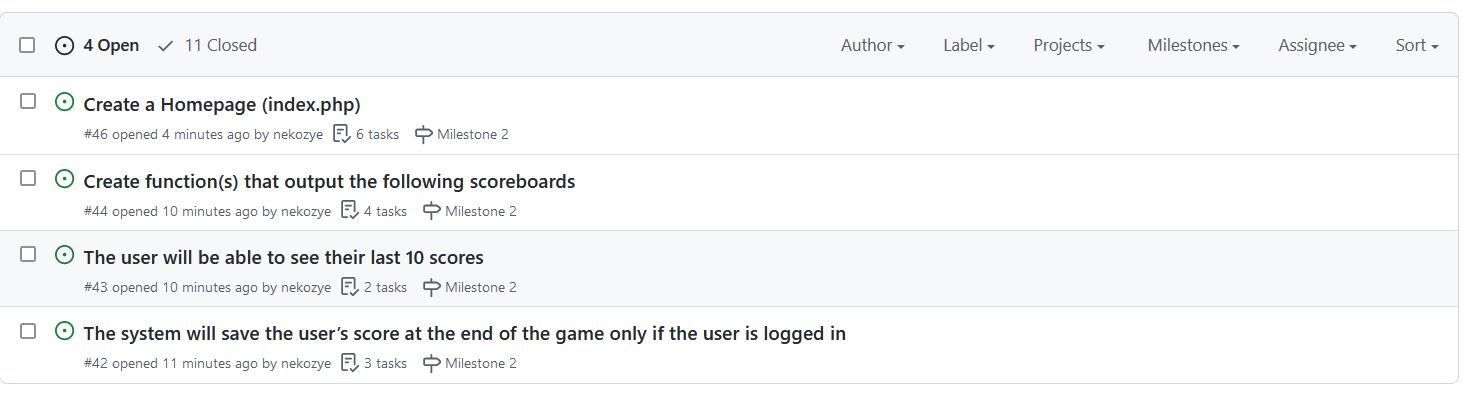 4 Open 11 Closed Author Label Projects Milestones Assignee Sort
Create a Homepage (index.php)
#46 opened 4 minutes ago by nekozye 6 tasks Milestone 2
Create function(s) that output the following scoreboards
#44 opened 10 minutes ago by nekozye 4 tasks Milestone 2
The user will be able to see their last 10 scores
#43 opened 10 minutes ago by nekozye 2 tasks Milestone 2
The system will save the user’s score at the end of the game only if the user is logged in
#42 opened 11 minutes ago by nekozye 3 tasks Milestone 2